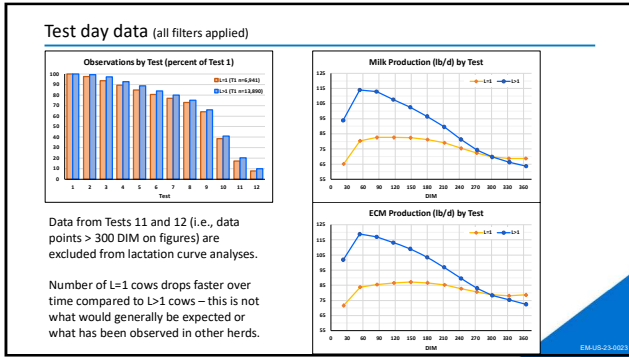 Test day data (all filters applied)
Observations by Test (percent of Test 1)
L=1 (T1 n=6,941)
L>1 (T1 n=13,890)
100
90
80
70
60
50
40
30
20
10
0
1 2 3 4 5 6 7 8 9 10 11 12
Test
Data from Tests 11 and 12 (i.e., data
points > 300 DIM on figures) are
excluded from lactation curve analyses.
Number of L=1 cows drops faster over
time compared to L>1 cows – this is not
what would generally be expected or
what has been observed in other herds.
Milk Production (lb/d) by Test
L=1 L>1
125
115
105
95
85
75
65
55
0 30 60 90 120 150 180 210 240 270 300 330 360
DIM
ECM Production (lb/d) by Test
L=1 L>1
125
115
105
95
85
75
65
55
0 30 60 90 120 150 180 210 240 270 300 330 360
DIM
EM-US-23-0023